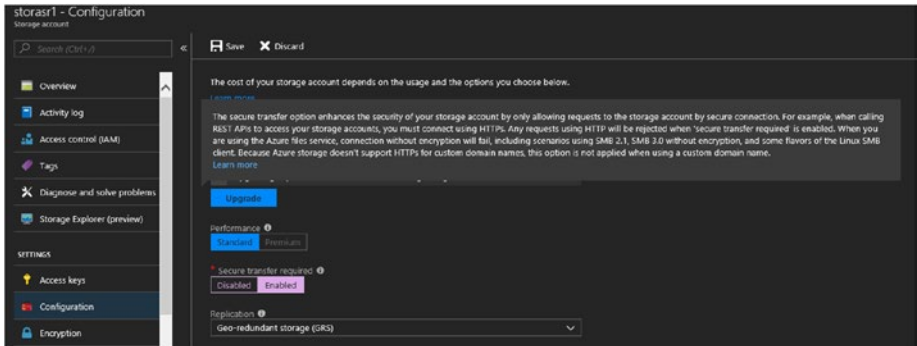 storasr1 - Configuration
Storage account
Search (Ctrl+/)
«
Save
Discard
Overview
Activity log
Access control (IAM)
Tags
Diagnose and solve problems
Storage Explorer (preview)
SETTINGS
Access keys
Configuration
Encryption
The cost of your storage account depends on the usage and the options you choose below.
Learn more
The secure transfer option enhances the security of your storage account by only allowing requests to the storage account by secure connection. For example, when calling
REST APIs to access your storage accounts, you must connect using HTTPs. Any requests using HTTP will be rejected when 'secure transfer required' is enabled. When you
are using the Azure files service, connection without encryption will fail, including scenarios using SMB 2.1, SMB 3.0 without encryption, and some flavors of the Linux SMB
client. Because Azure storage doesn't support HTTPs for custom domain names, this option is not applied when using a custom domain name.
Learn more
Upgrade
Performance
Standard Premium
* Secure transfer required
Disabled Enabled
Replication
Geo-redundant storage (GRS)